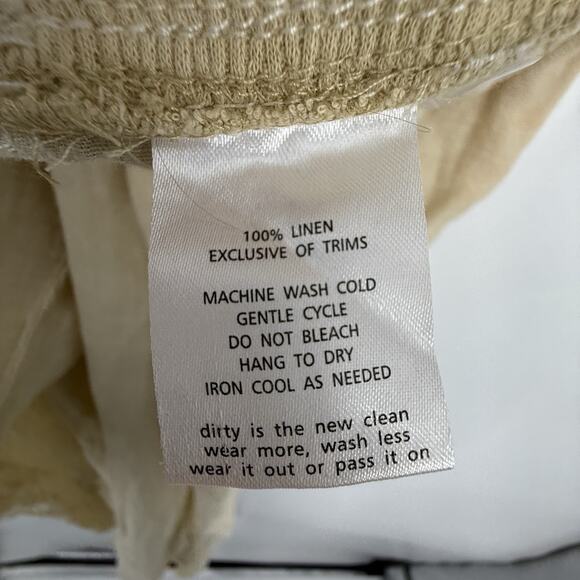 100% LINEN
EXCLUSIVE OF TRIMS
MACHINE WASH COLD
GENTLE CYCLE
DO NOT BLEACH
HANG TO DRY
IRON COOL AS NEEDED
dirty is the new clean
wear more, wash less
wear it out or pass it on